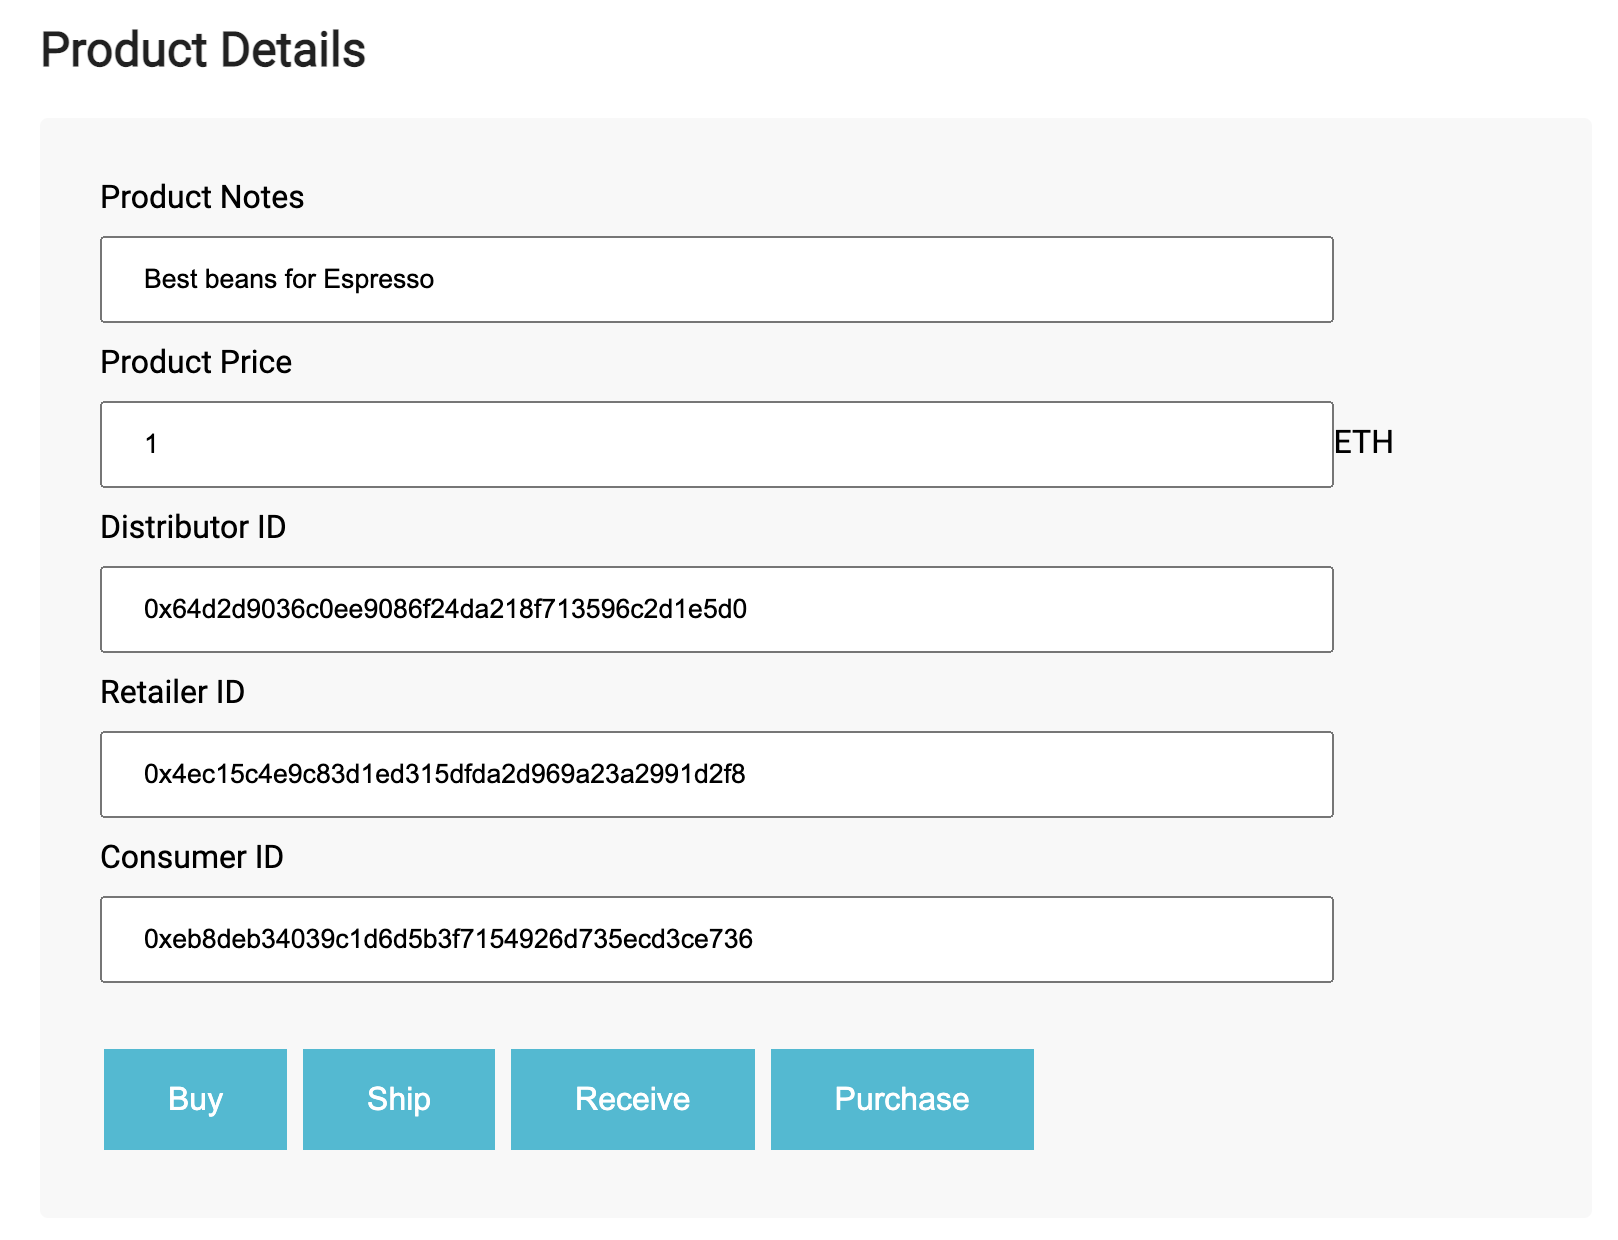 Product Details
Product Notes
Best beans for Espresso
Product Price
1 ETH
Distributor ID
0x64d2d9036c0ee9086f24da218f713596c2d1e5d0
Retailer ID
0x4ec15c4e9c83d1ed315dfda2d969a23a2991d2f8
Consumer ID
0xeb8deb34039c1d6d5b3f7154926d735ecd3ce736
Buy Ship Receive Purchase